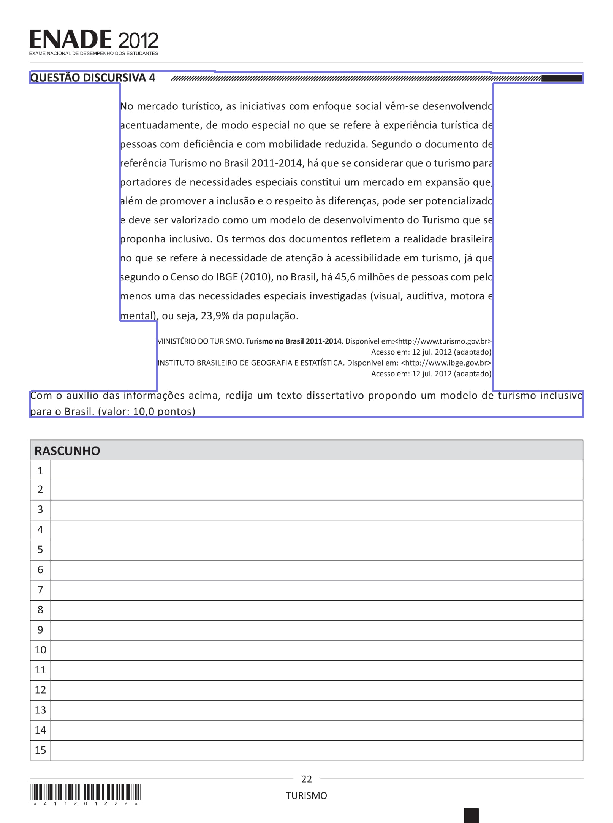 ENADE 2012
EXAME NACIONAL DE DESEMPENHO DOS ESTUDANTES
QUESTÃO DISCURSIVA 4
No mercado turístico, as iniciativas com enfoque social vêm-se desenvolvendo
acentuadamente, de modo especial no que se refere à experiência turística de
pessoas com deficiência e com mobilidade reduzida. Segundo o documento de
referência Turismo no Brasil 2011-2014, há que se considerar que o turismo para
portadores de necessidades especiais constitui um mercado em expansão que,
além de promover a inclusão e o respeito às diferenças, pode ser potencializado
e deve ser valorizado como um modelo de desenvolvimento do Turismo que se
proponha inclusivo. Os termos dos documentos refletem a realidade brasileira
no que se refere à necessidade de atenção à acessibilidade em turismo, já que
segundo o Censo do IBGE (2010), no Brasil, há 45,6 milhões de pessoas com pelo
menos uma das necessidades especiais investigadas (visual, auditiva, motora e
mental), ou seja, 23,9% da população.
MINISTÉRIO DO TURISMO. Turismo no Brasil 2011-2014. Disponível em:<http://www.turismo.gov.br>
Acesso em: 12 jul. 2012 (adaptado)
INSTITUTO BRASILEIRO DE GEOGRAFIA E ESTATÍSTICA. Disponível em: <http://www.ibge.gov.br>
Acesso em: 12 jul. 2012 (adaptado)
Com o auxílio das informações acima, redija um texto dissertativo propondo um modelo de turismo inclusivo
para o Brasil. (valor: 10,0 pontos)
RASCUNHO
1
2
3
4
5
6
7
8
9
10
11
12
13
14
15
22
TURISMO